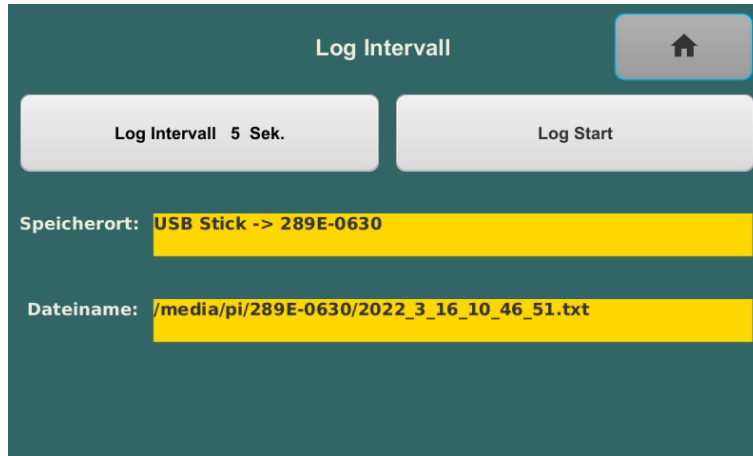 Log Intervall
Log Intervall 5 Sek.
Log Start
Speicherort: USB Stick -> 289E-0630
Dateiname: /media/pi/289E-0630/2022_3_16_10_46_51.txt